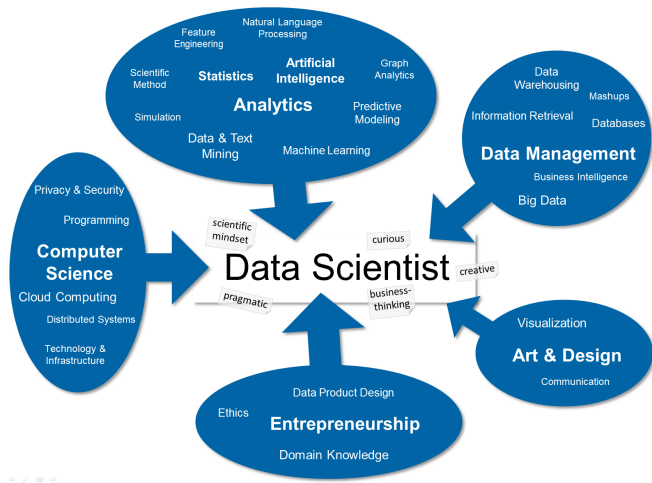 Natural Language
Processing
Feature
Engineering
Artificial
Intelligence
Graph
Analytics
Scientific
Method
Statistics
Analytics
Predictive
Modeling
Simulation
Data & Text
Mining
Machine Learning
Data
Warehousing
Mashups
Information Retrieval
Databases
Data Management
Business Intelligence
Big Data
Privacy & Security
Programming
Computer
Science
Cloud Computing
Distributed Systems
Technology &
Infrastructure
scientific
mindset
curious
Data Scientist
creative
pragmatic
business-
thinking
Visualization
Art & Design
Communication
Data Product Design
Ethics
Entrepreneurship
Domain Knowledge